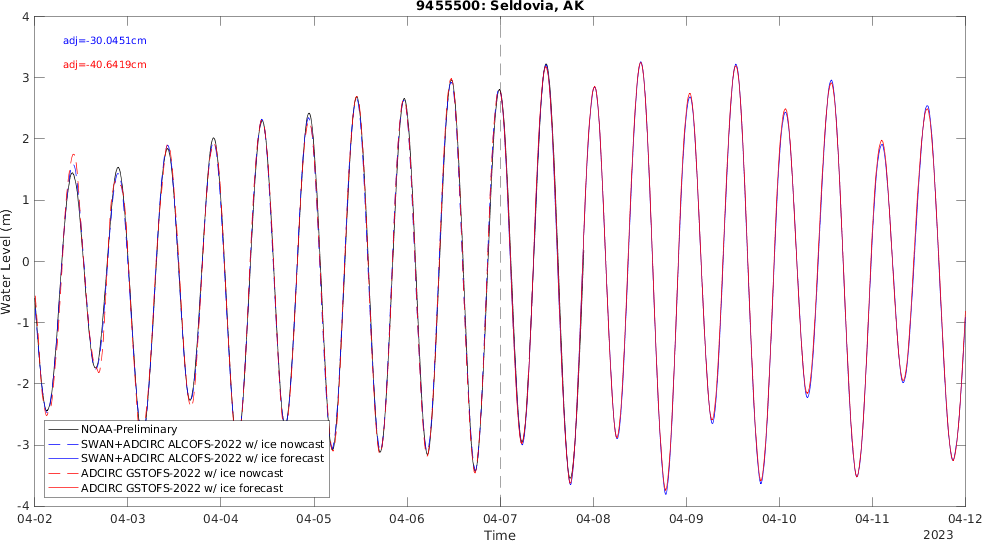 9455500: Seldovia, AK
adj=-30.0451cm
adj=-40.6419cm
Water Level (m)
4
3
2
1
0
-1
-2
-3
-4
NOAA-Preliminary
SWAN+ADCIRC ALCOFS-2022 w/ ice nowcast
SWAN+ADCIRC ALCOFS-2022 w/ ice forecast
ADCIRC GSTOFS-2022 w/ ice nowcast
ADCIRC GSTOFS-2022 w/ ice forecast
04-02 04-03 04-04 04-05 04-06 04-07 04-08 04-09 04-10 04-11 04-12
Time
2023